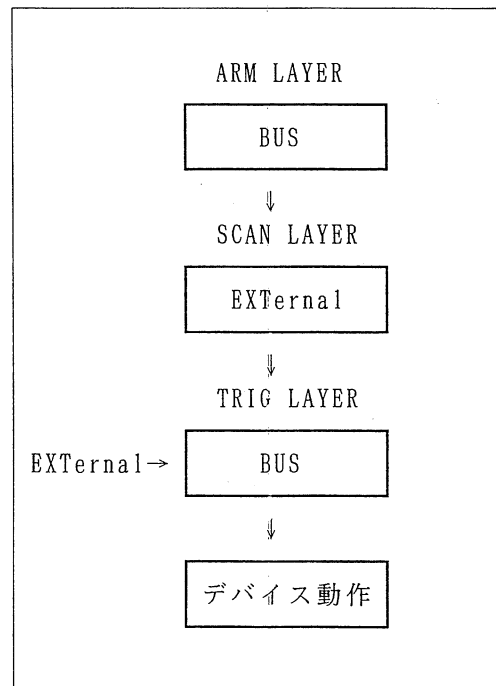 ARM LAYER
BUS
⇓
SCAN LAYER
EXTernal
⇓
TRIG LAYER
EXTernal→ BUS
⇓
デバイス動作